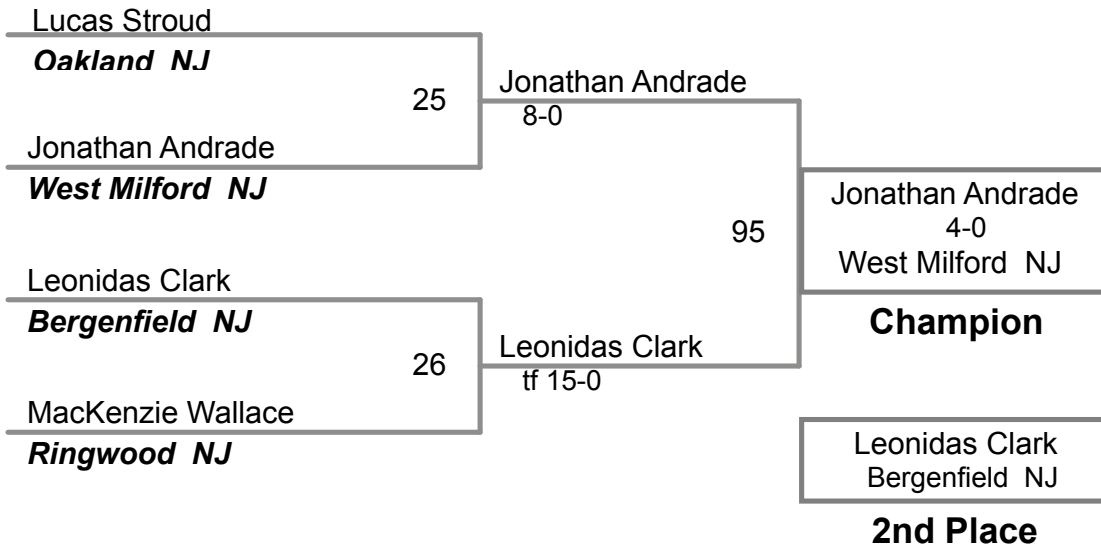 Lucas Stroud
Oakland NJ
25
Jonathan Andrade
8-0
Jonathan Andrade
West Milford NJ
95
Jonathan Andrade
4-0
West Milford NJ
Champion
Leonidas Clark
Bergenfield NJ
26
Leonidas Clark
tf 15-0
MacKenzie Wallace
Ringwood NJ
Leonidas Clark
Bergenfield NJ
2nd Place